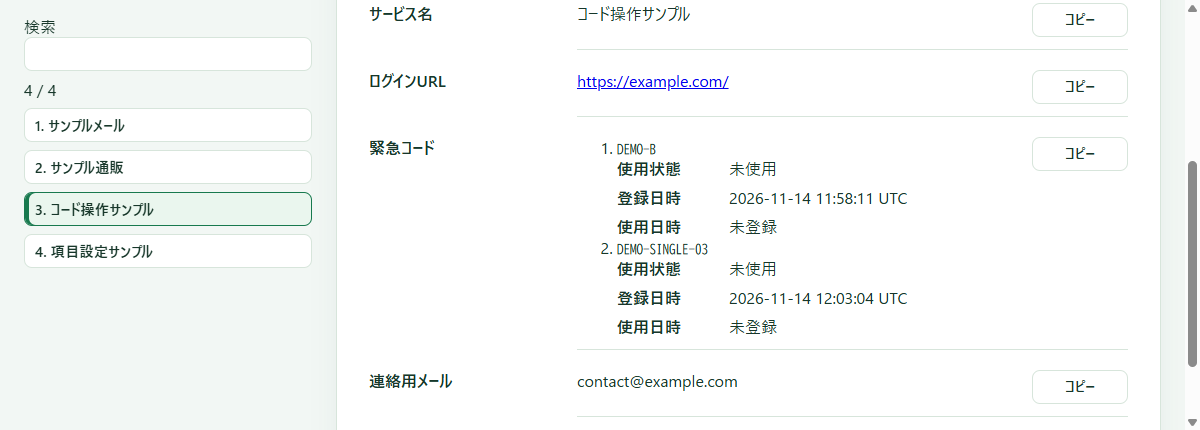 検索
4 / 4
1. サンプルメール
2. サンプル通販
3. コード操作サンプル
4. 項目設定サンプル
サービス名
コード操作サンプル
コピー
ログインURL
https://example.com/
コピー
緊急コード
1. DEMO-B
使用状態 未使用
登録日時 2026-11-14 11:58:11 UTC
使用日時 未登録
2. DEMO-SINGLE-03
使用状態 未使用
登録日時 2026-11-14 12:03:04 UTC
使用日時 未登録
コピー
連絡用メール
contact@example.com
コピー